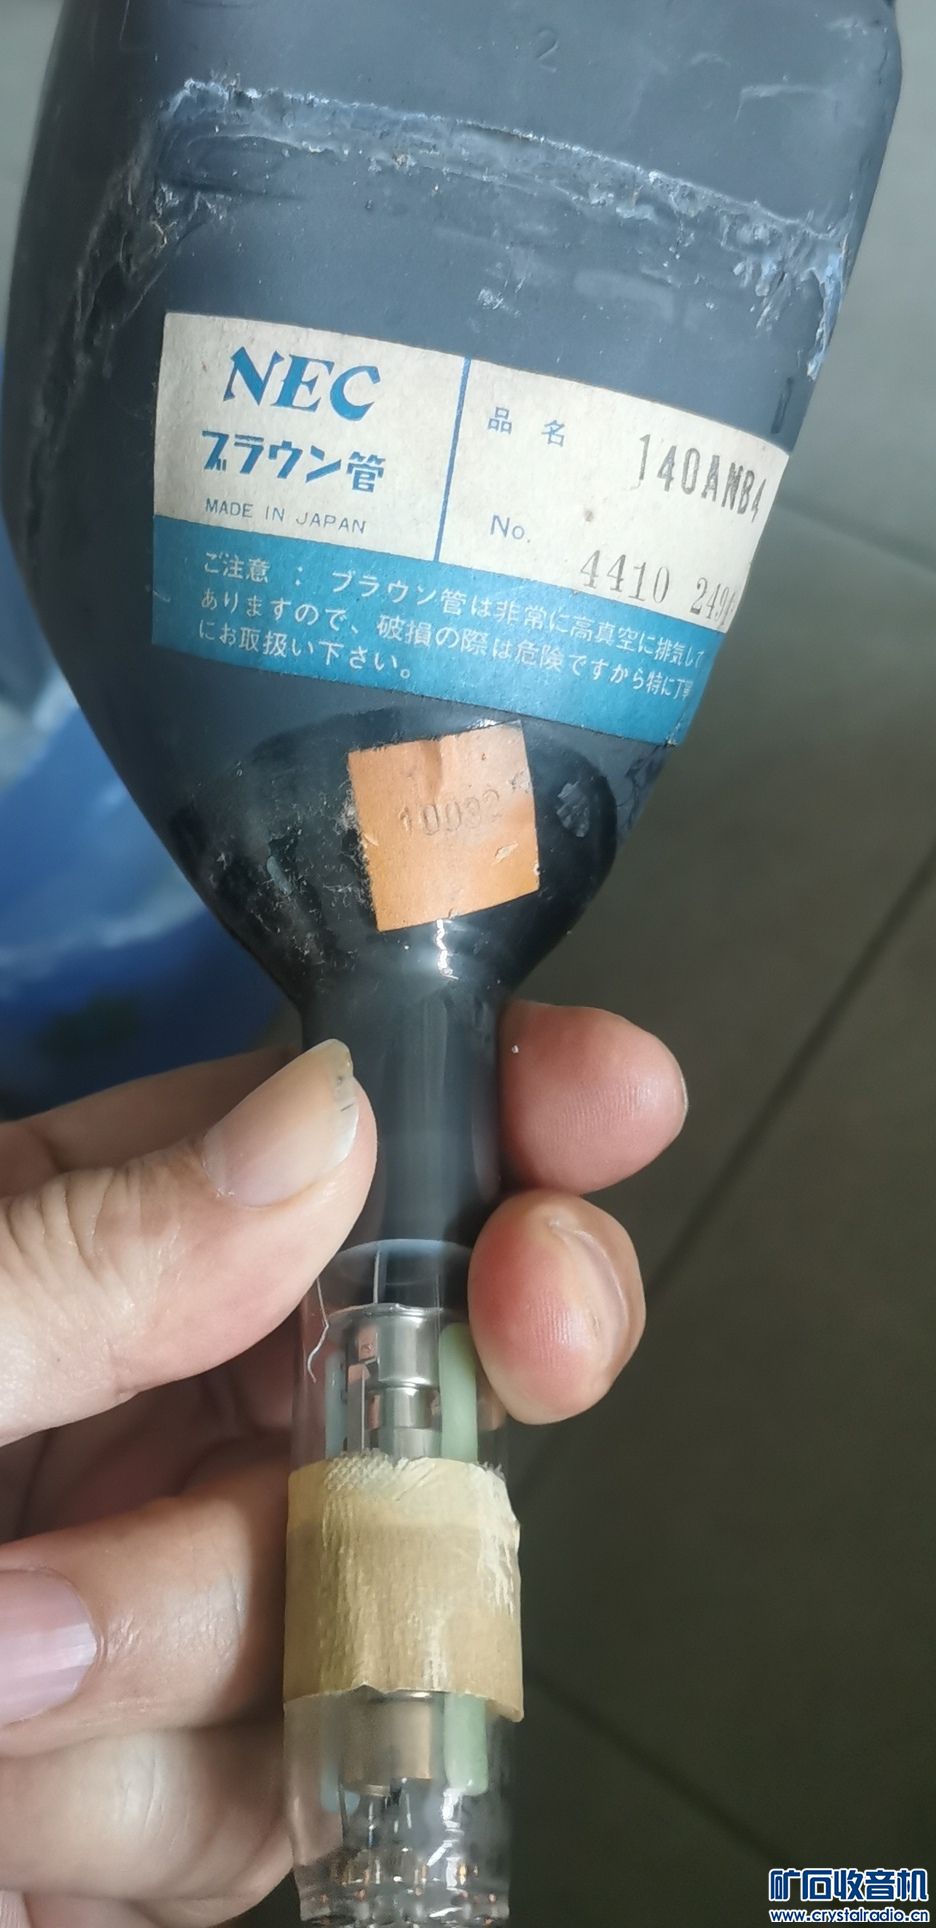 2
NEC
ブラウン管
MADE IN JAPAN
品名 140ANB4
No. 4410
ご注意：ブラウン管は非常に高真空に排気して
ありますので、破損の際は危険ですから特に丁寧
にお取扱い下さい。
矿石收音机
www.crystalradio.cn